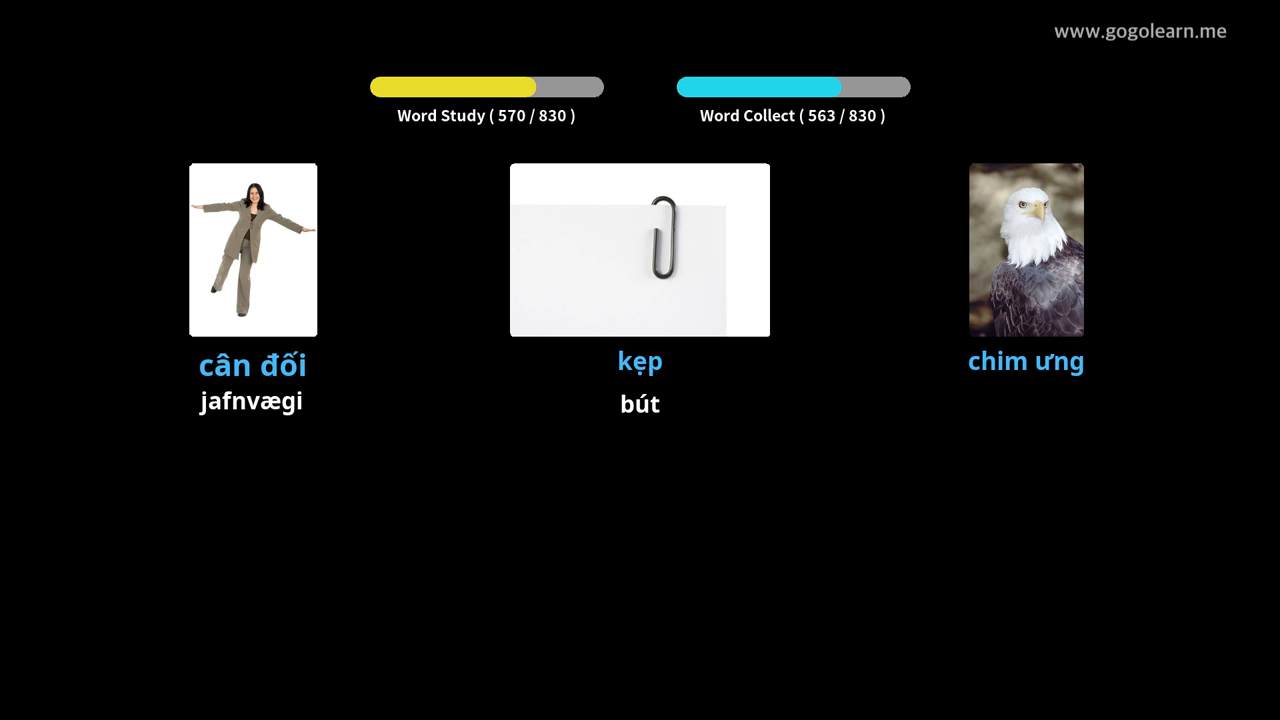 www.gogolearn.me
Word Study ( 570 / 830 )
Word Collect ( 563 / 830 )
cân đối
jafnvægi
kẹp
bút
chim ưng